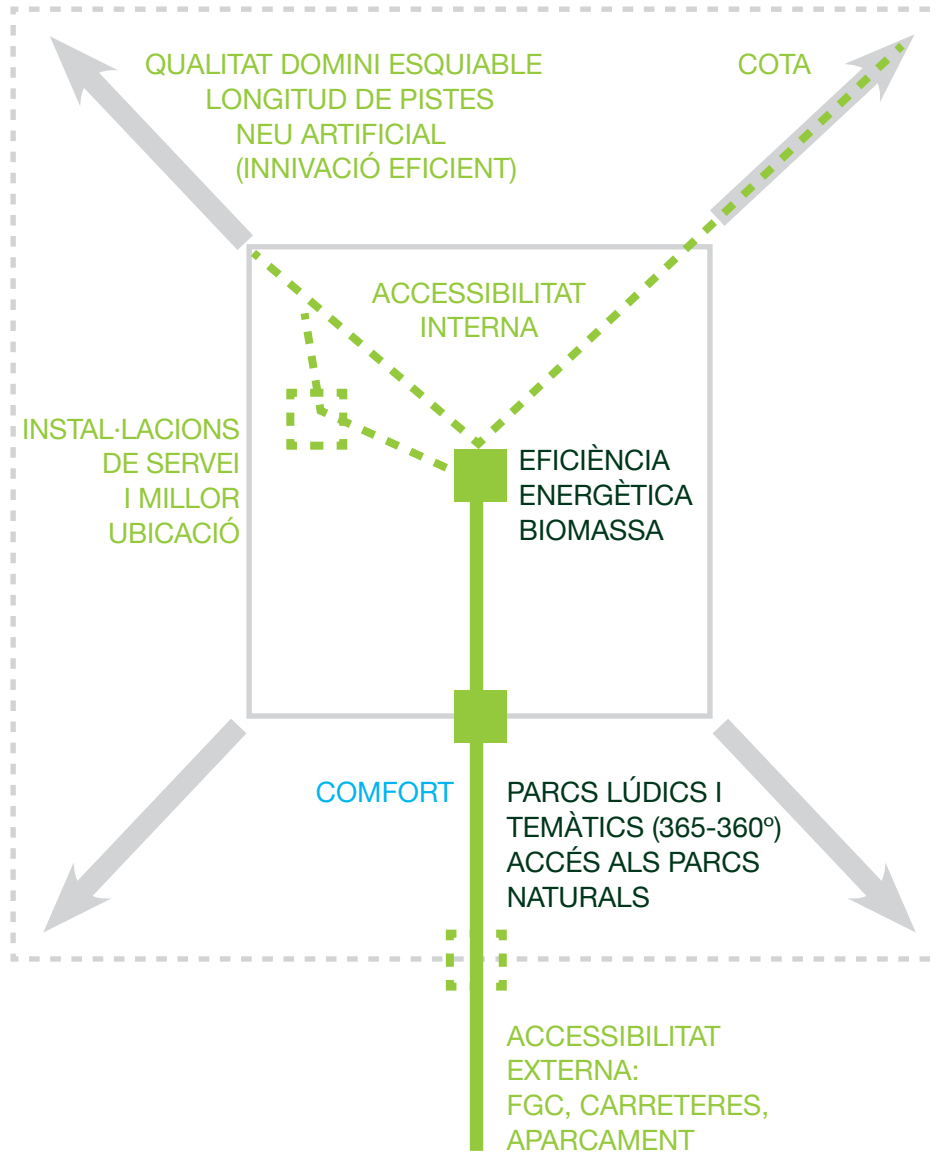 QUALITAT DOMINI ESQUIABLE
LONGITUD DE PISTES
NEU ARTIFICIAL
(INNIVACIÓ EFICIENT)
COTA
ACCESSIBILITAT
INTERNA
INSTAL·LACIONS
DE SERVEI
I MILLOR
UBICACIÓ
EFICIÈNCIA
ENERGÈTICA
BIOMASSA
COMFORT
PARCS LÚDICS I
TEMÀTICS (365-360º)
ACCÉS ALS PARCS
NATURALS
ACCESSIBILITAT
EXTERNA:
FGC, CARRETERES,
APARCAMENT